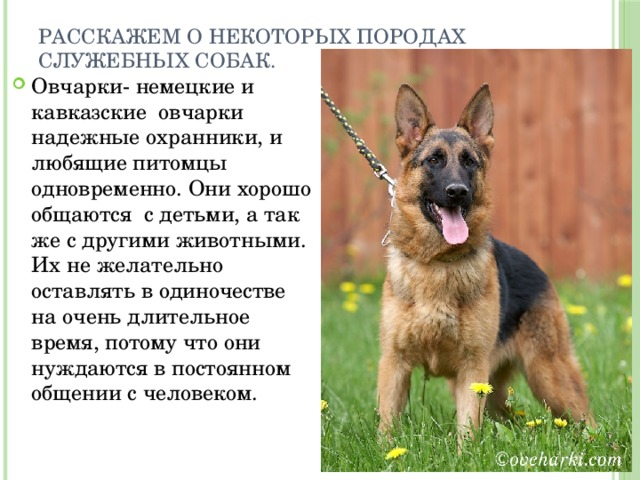 РАССКАЖЕМ О НЕКОТОРЫХ ПОРОДАХ
СЛУЖЕБНЫХ СОБАК.
Овчарки- немецкие и
кавказские овчарки
надежные охранники, и
любящие питомцы
одновременно. Они хорошо
общаются с детьми, а так
же с другими животными.
Их не желательно
оставлять в одиночестве
на очень длительное
время, потому что они
нуждаются в постоянном
общении с человеком.
©ovcharki.com